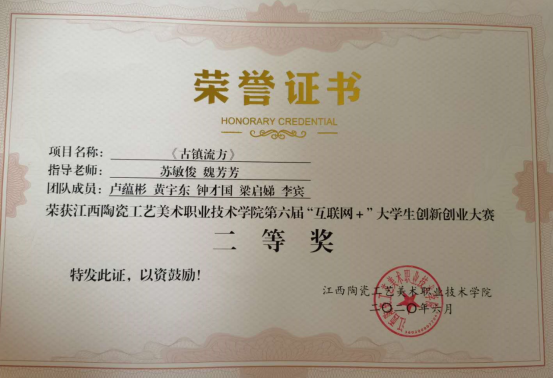 荣誉证书
HONORARY CREDENTIAL
项目名称:《古镇流方》
指导老师:苏敏俊 魏芳芳
团队成员:卢蕴彬 黄宇东 钟才国 梁启娣 李宾
荣获江西陶瓷工艺美术职业技术学院第六届“互联网+”大学生创新创业大赛
二等奖
特发此证，以资鼓励！
江西陶瓷工艺美术职业技术学院
二〇二〇年六月